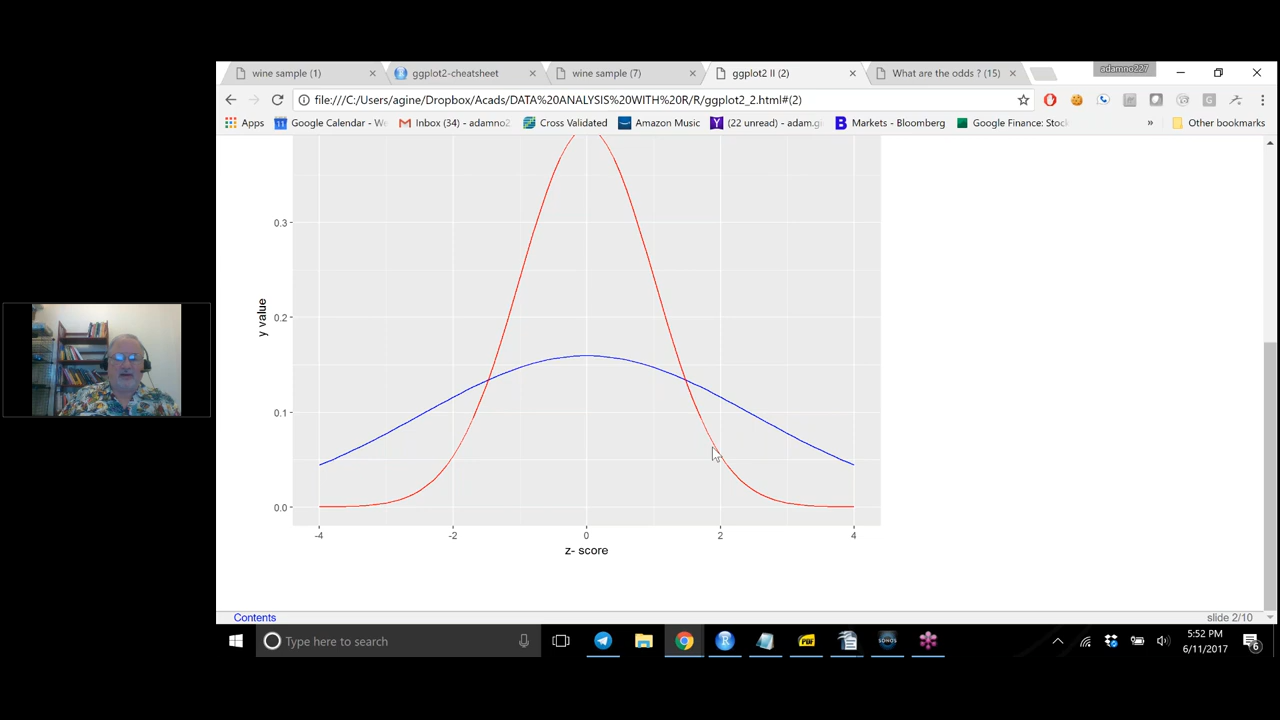 wine sample (1)
ggplot2-cheatsheet
wine sample (7)
ggplot2 II (2)
What are the odds ? (15)
adamno227
file:///C:/Users/agine/Dropbox/Acads/DATA%20ANALYSIS%20WITH%20R/R/ggplot2_2.html#(2)
Apps
Google Calendar - We
Inbox (34) - adamno2
Cross Validated
Amazon Music
(22 unread) - adam.g
Markets - Bloomberg
Google Finance: Stock
»
Other bookmarks
0.3
0.2
0.1
0.0
y value
-4
-2
0
2
4
z- score
Contents
slide 2/10
Type here to search
PDF
SONOS
5:52 PM
6/11/2017
6